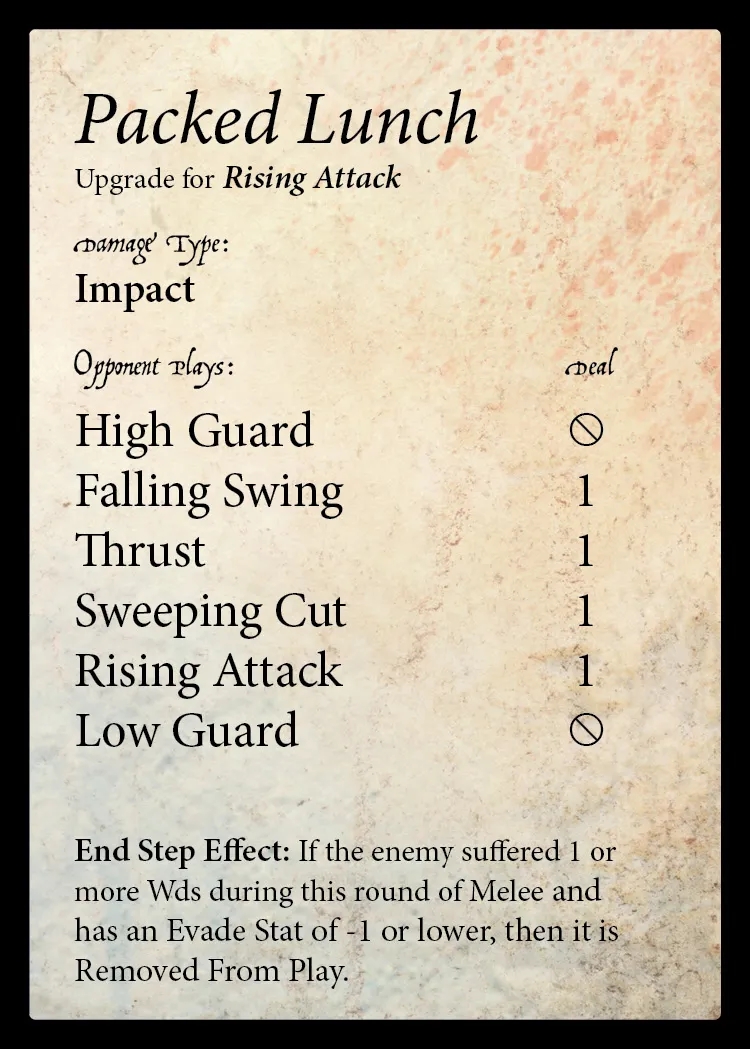 Packed Lunch
Upgrade for Rising Attack
Damage Type:
Impact
Opponent Plays: Deal
High Guard 🛇
Falling Swing 1
Thrust 1
Sweeping Cut 1
Rising Attack 1
Low Guard 🛇
End Step Effect: If the enemy suffered 1 or
more Wds during this round of Melee and
has an Evade Stat of -1 or lower, then it is
Removed From Play.